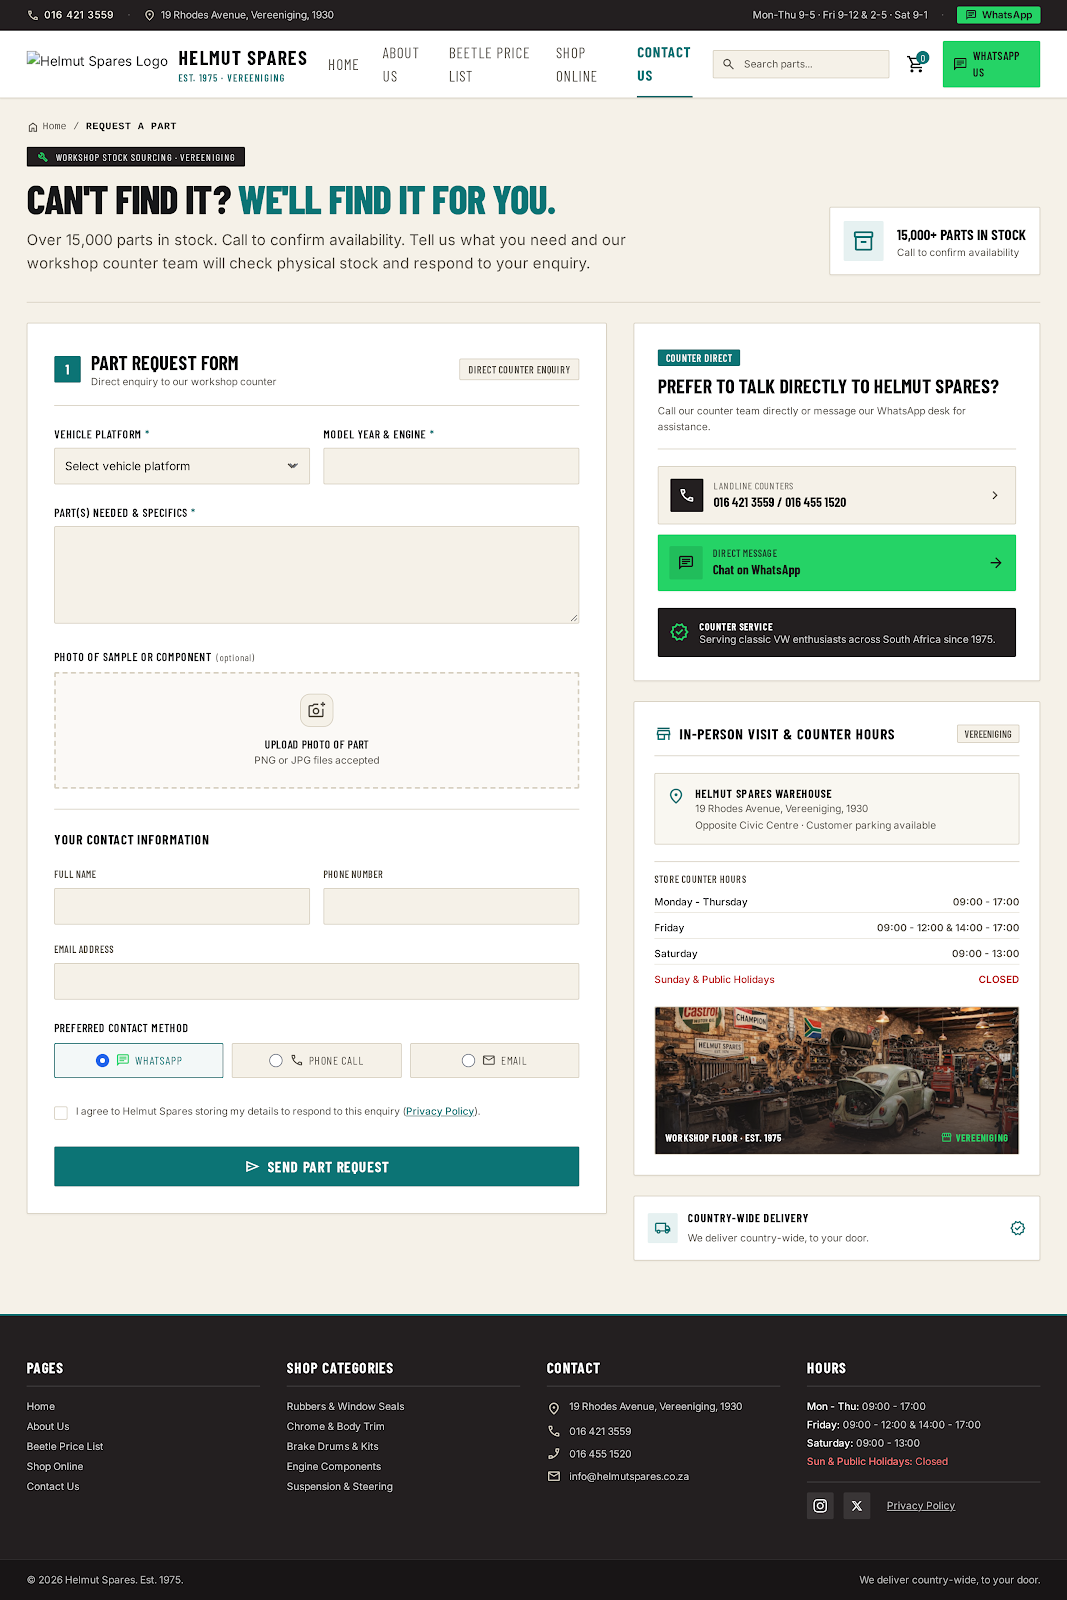 016 421 3559 · 19 Rhodes Avenue, Vereeniging, 1930
Mon-Thu 9-5 · Fri 9-12 & 2-5 · Sat 9-1 · WhatsApp
Helmut Spares Logo
HELMUT SPARES
EST. 1975 · VEREENIGING
HOME
ABOUT US
BEETLE PRICE LIST
SHOP ONLINE
CONTACT US
Search parts...
0
WHATSAPP US
Home / REQUEST A PART
WORKSHOP STOCK SOURCING · VEREENIGING
CAN'T FIND IT? WE'LL FIND IT FOR YOU.
Over 15,000 parts in stock. Call to confirm availability. Tell us what you need and our
workshop counter team will check physical stock and respond to your enquiry.
15,000+ PARTS IN STOCK
Call to confirm availability
1
PART REQUEST FORM
Direct enquiry to our workshop counter
DIRECT COUNTER ENQUIRY
VEHICLE PLATFORM *
Select vehicle platform
MODEL YEAR & ENGINE *
PART(S) NEEDED & SPECIFICS *
PHOTO OF SAMPLE OR COMPONENT (optional)
UPLOAD PHOTO OF PART
PNG or JPG files accepted
YOUR CONTACT INFORMATION
FULL NAME
PHONE NUMBER
EMAIL ADDRESS
PREFERRED CONTACT METHOD
WHATSAPP
PHONE CALL
EMAIL
I agree to Helmut Spares storing my details to respond to this enquiry (Privacy Policy).
SEND PART REQUEST
COUNTER DIRECT
PREFER TO TALK DIRECTLY TO HELMUT SPARES?
Call our counter team directly or message our WhatsApp desk for
assistance.
LANDLINE COUNTERS
016 421 3559 / 016 455 1520
DIRECT MESSAGE
Chat on WhatsApp
COUNTER SERVICE
Serving classic VW enthusiasts across South Africa since 1975.
IN-PERSON VISIT & COUNTER HOURS
VEREENIGING
HELMUT SPARES WAREHOUSE
19 Rhodes Avenue, Vereeniging, 1930
Opposite Civic Centre · Customer parking available
STORE COUNTER HOURS
Monday - Thursday 09:00 - 17:00
Friday 09:00 - 12:00 & 14:00 - 17:00
Saturday 09:00 - 13:00
Sunday & Public Holidays CLOSED
Castrol
CHAMPION
HELMUT SPARES
WORKSHOP FLOOR · EST. 1975
VEREENIGING
COUNTRY-WIDE DELIVERY
We deliver country-wide, to your door.
PAGES
Home
About Us
Beetle Price List
Shop Online
Contact Us
SHOP CATEGORIES
Rubbers & Window Seals
Chrome & Body Trim
Brake Drums & Kits
Engine Components
Suspension & Steering
CONTACT
19 Rhodes Avenue, Vereeniging, 1930
016 421 3559
016 455 1520
info@helmutspares.co.za
HOURS
Mon - Thu: 09:00 - 17:00
Friday: 09:00 - 12:00 & 14:00 - 17:00
Saturday: 09:00 - 13:00
Sun & Public Holidays: Closed
Privacy Policy
© 2026 Helmut Spares. Est. 1975.
We deliver country-wide, to your door.